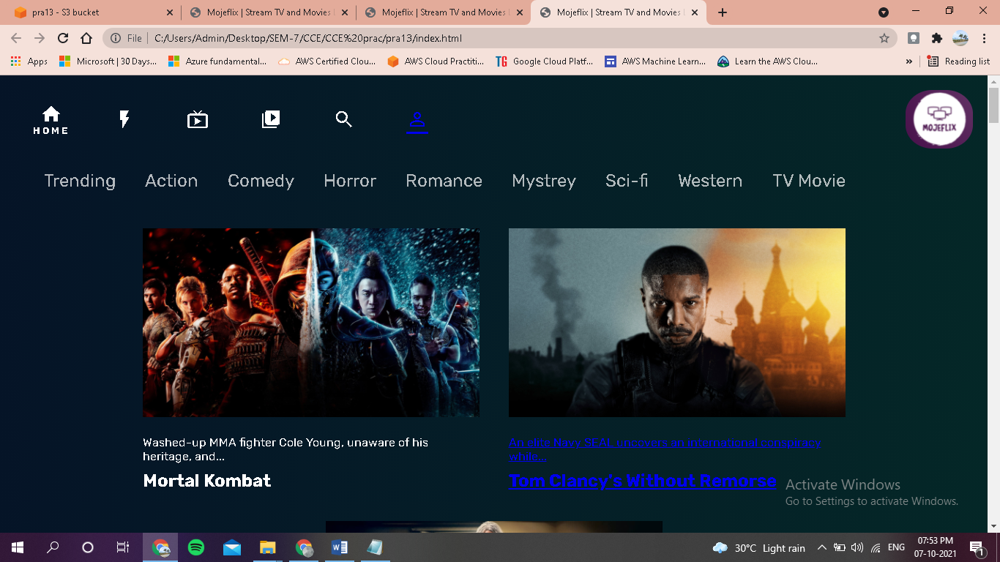 pra13 - S3 bucket
Mojeflix | Stream TV and Movies
Mojeflix | Stream TV and Movies
Mojeflix | Stream TV and Movies
File | C:/Users/Admin/Desktop/SEM-7/CCE/CCE%20prac/pra13/index.html
Apps Microsoft | 30 Days... Azure fundamental... AWS Certified Clou... AWS Cloud Practiti... TG Google Cloud Platf... AWS Machine Learn... Learn the AWS Clou... » Reading list
HOME
MOJEFLIX
Trending Action Comedy Horror Romance Mystrey Sci-fi Western TV Movie
Washed-up MMA fighter Cole Young, unaware of his
heritage, and...
Mortal Kombat
An elite Navy SEAL uncovers an international conspiracy
while...
Tom Clancy's Without Remorse
Activate Windows
Go to Settings to activate Windows.
30°C Light rain
ENG
07:53 PM
07-10-2021
1